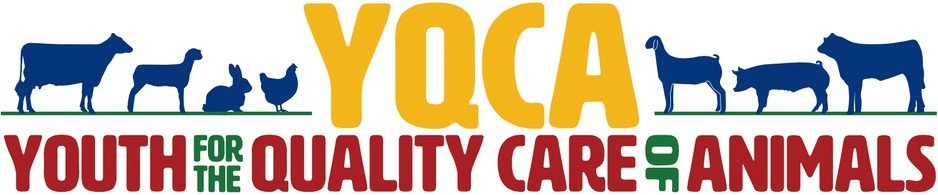 YQCA
YOUTH FOR THE QUALITY CARE OF ANIMALS